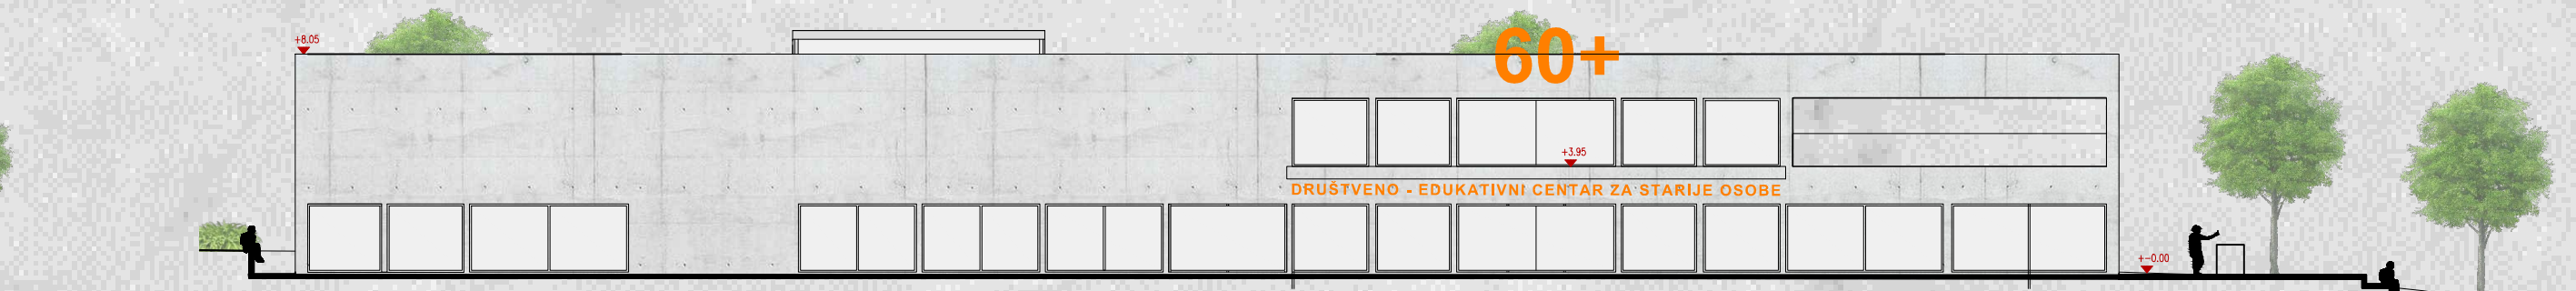 +8.05
60+
+3.95
DRUŠTVENO - EDUKATIVNI CENTAR ZA STARIJE OSOBE
+-0.00